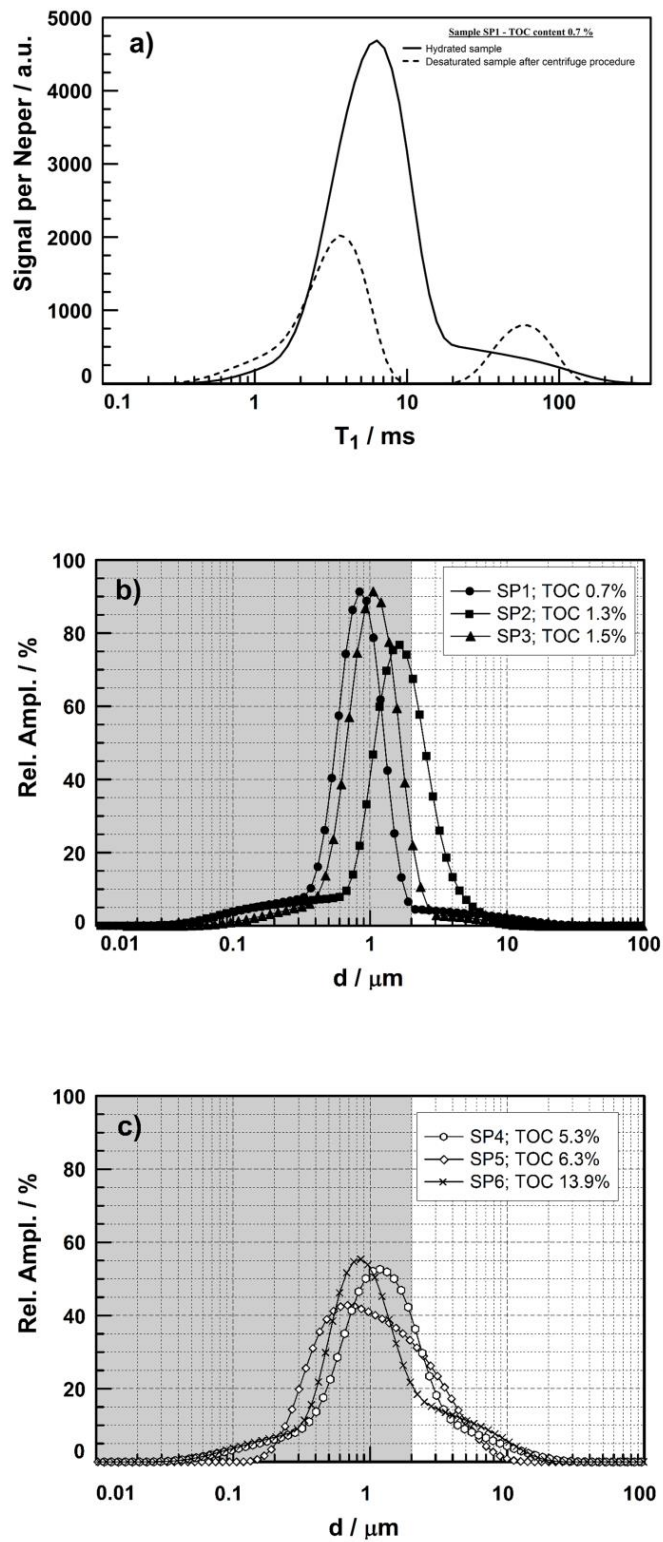 a)
Sample SP1 - TOC content 0.7 %
Hydrated sample
Desaturated sample after centrifuge procedure
5000
4000
3000
2000
1000
0
Signal per Neper / a.u.
0.1 1 10 100
T1 / ms
b)
SP1; TOC 0.7%
SP2; TOC 1.3%
SP3; TOC 1.5%
100
80
60
40
20
0
Rel. Ampl. / %
0.01 0.1 1 10 100
d / μm
c)
SP4; TOC 5.3%
SP5; TOC 6.3%
SP6; TOC 13.9%
100
80
60
40
20
0
Rel. Ampl. / %
0.01 0.1 1 10 100
d / μm